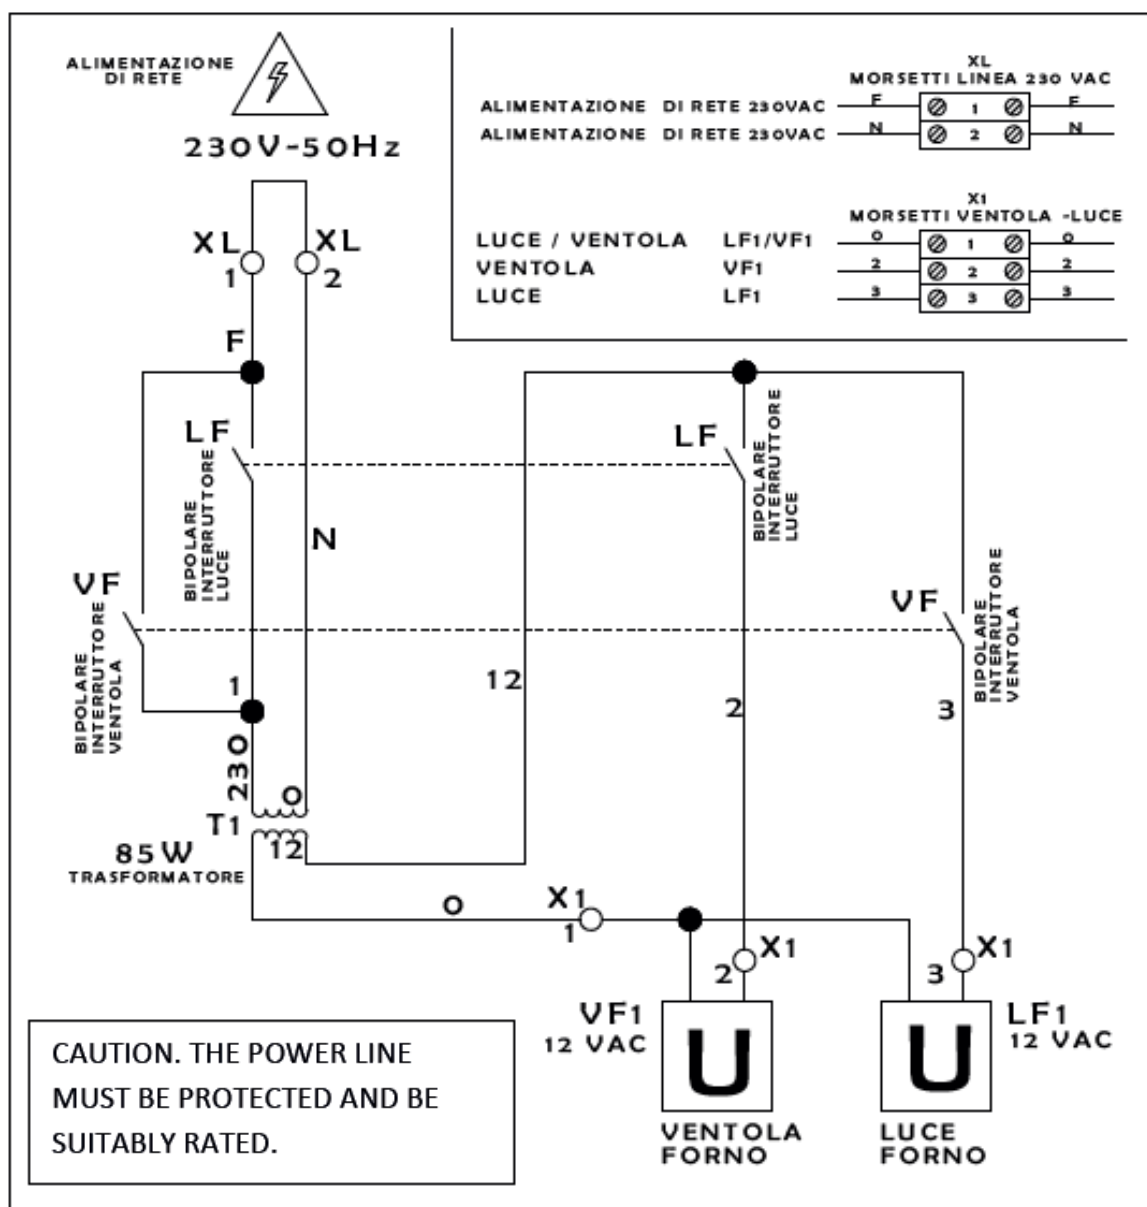 ALIMENTAZIONE
DI RETE
230V-50Hz
XL
1
XL
2
F
LF
BIPOLARE
INTERRUTTORE
LUCE
N
VF
BIPOLARE
INTERRUTTORE
VENTOLA
1
230
0
T1
12
85W
TRASFORMATORE
XL
MORSETTI LINEA 230 VAC
ALIMENTAZIONE DI RETE 230VAC F 1 F
ALIMENTAZIONE DI RETE 230VAC N 2 N
X1
MORSETTI VENTOLA -LUCE
LUCE / VENTOLA LF1/VF1 0 1 0
VENTOLA VF1 2 2 2
LUCE LF1 3 3 3
LF
BIPOLARE
INTERRUTTORE
LUCE
VF
BIPOLARE
INTERRUTTORE
VENTOLA
12
2
3
0
X1
1
X1
2
X1
3
VF1
12 VAC
U
VENTOLA
FORNO
LF1
12 VAC
U
LUCE
FORNO
CAUTION. THE POWER LINE
MUST BE PROTECTED AND BE
SUITABLY RATED.